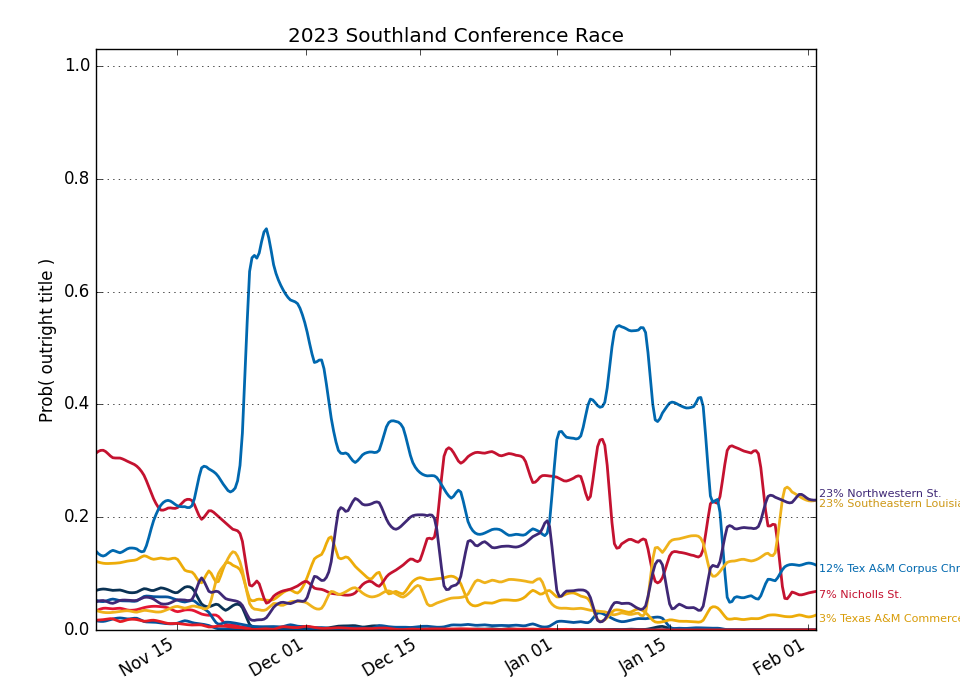 2023 Southland Conference Race
Prob( outright title )
1.0
0.8
0.6
0.4
0.2
0.0
Nov 15
Dec 01
Dec 15
Jan 01
Jan 15
Feb 01
23% Northwestern St.
23% Southeastern Louisia
12% Tex A&M Corpus Chr
7% Nicholls St.
3% Texas A&M Commerce